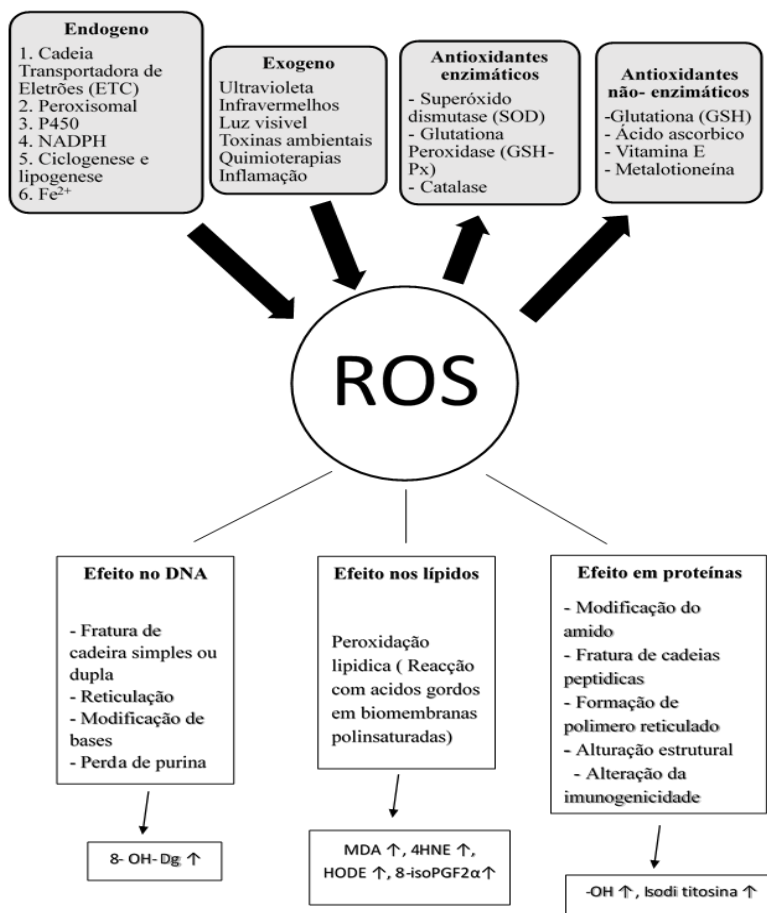 Endogeno
1. Cadeia
Transportadora de
Eletrões (ETC)
2. Peroxisomal
3. P450
4. NADPH
5. Ciclogenese e
lipogenese
6. Fe²⁺
Exogeno
Ultravioleta
Infravermelhos
Luz visivel
Toxinas ambientais
Quimioterapias
Inflamação
Antioxidantes
enzimáticos
- Superóxido
dismutase (SOD)
- Glutationa
Peroxidase (GSH-
Px)
- Catalase
Antioxidantes
não- enzimáticos
-Glutationa (GSH)
- Ácido ascorbico
- Vitamina E
- Metalotioneína
ROS
Efeito no DNA
- Fratura de
cadeira simples ou
dupla
- Reticulação
- Modificação de
bases
- Perda de purina
8- OH- Dg ↑
Efeito nos lípidos
Peroxidação
lipidica ( Reacção
com acidos gordos
em biomembranas
polinsaturadas)
MDA ↑, 4HNE ↑,
HODE ↑, 8-isoPGF2α↑
Efeito em proteínas
- Modificação do
amido
- Fratura de cadeias
peptidicas
- Formação de
polimero reticulado
- Alturação estrutural
- Alteração da
imunogenicidade
-OH ↑, Isodi titosina ↑